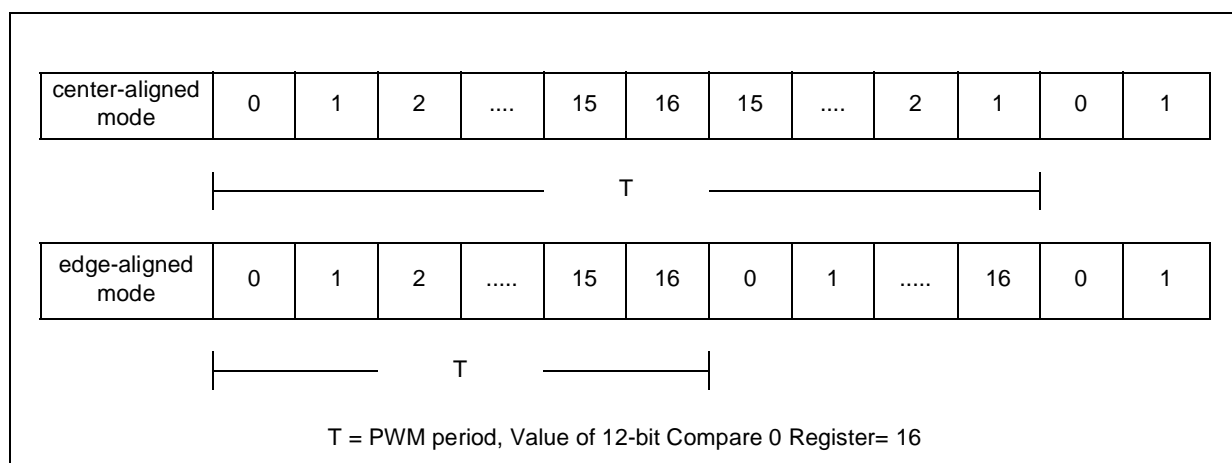 center-aligned
mode
0 1 2 .... 15 16 15 .... 2 1 0 1
T
edge-aligned
mode
0 1 2 ..... 15 16 0 1 ..... 16 0 1
T
T = PWM period, Value of 12-bit Compare 0 Register= 16